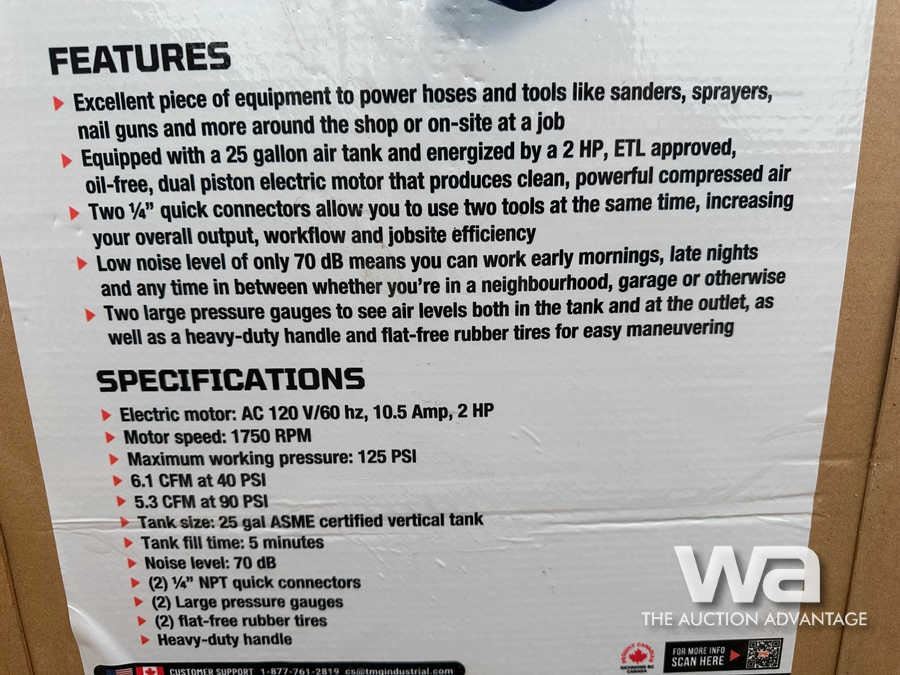 FEATURES
Excellent piece of equipment to power hoses and tools like sanders, sprayers,
nail guns and more around the shop or on-site at a job
Equipped with a 25 gallon air tank and energized by a 2 HP, ETL approved,
oil-free, dual piston electric motor that produces clean, powerful compressed air
Two ¼” quick connectors allow you to use two tools at the same time, increasing
your overall output, workflow and jobsite efficiency
Low noise level of only 70 dB means you can work early mornings, late nights
and any time in between whether you're in a neighbourhood, garage or otherwise
Two large pressure gauges to see air levels both in the tank and at the outlet, as
well as a heavy-duty handle and flat-free rubber tires for easy maneuvering
SPECIFICATIONS
Electric motor: AC 120 V/60 hz, 10.5 Amp, 2 HP
Motor speed: 1750 RPM
Maximum working pressure: 125 PSI
6.1 CFM at 40 PSI
5.3 CFM at 90 PSI
Tank size: 25 gal ASME certified vertical tank
Tank fill time: 5 minutes
Noise level: 70 dB
(2) ¼” NPT quick connectors
(2) Large pressure gauges
(2) flat-free rubber tires
Heavy-duty handle
wa
THE AUCTION ADVANTAGE
CUSTOMER SUPPORT 1-877-761-2819 cs@tmgindustrial.com
FOR MORE INFO
SCAN HERE